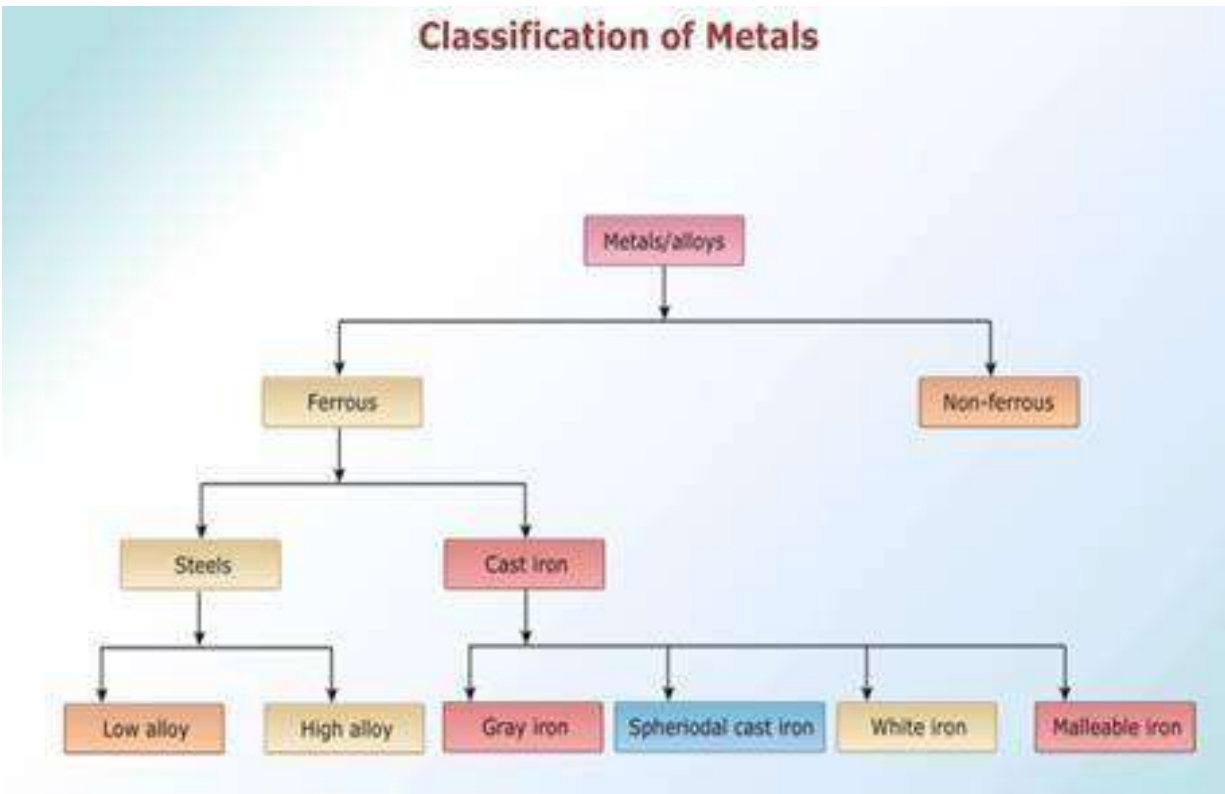 Classification of Metals
Metals/alloys
Ferrous
Non-ferrous
Steels
Cast iron
Low alloy
High alloy
Gray iron
Spheriodal cast iron
White iron
Malleable iron